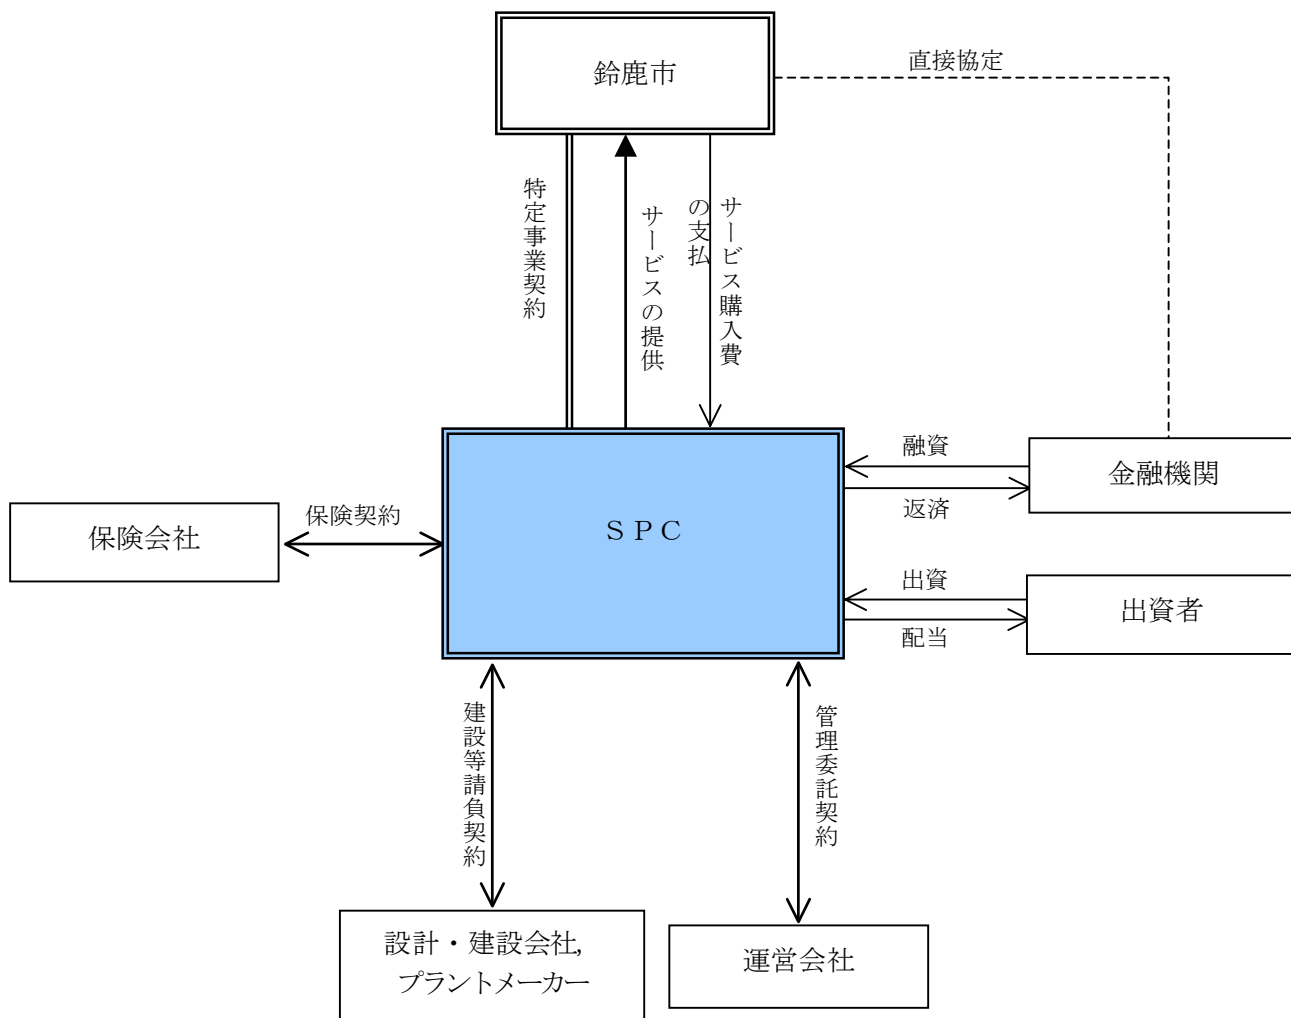 鈴鹿市
直接協定
特定事業契約
サービスの提供
サービス購入費
の支払
融資
金融機関
返済
保険会社
保険契約
ＳＰＣ
出資
出資者
配当
建設等請負契約
管理委託契約
設計・建設会社,
プラントメーカー
運営会社